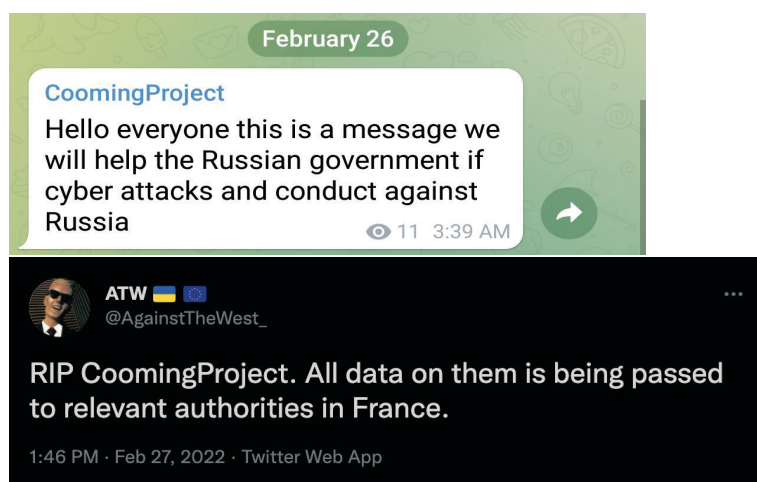 February 26
CoomingProject
Hello everyone this is a message we
will help the Russian government if
cyber attacks and conduct against
Russia
11 3:39 AM
ATW 🇺🇦 🇪🇺
@AgainstTheWest_
RIP CoomingProject. All data on them is being passed
to relevant authorities in France.
1:46 PM · Feb 27, 2022 · Twitter Web App